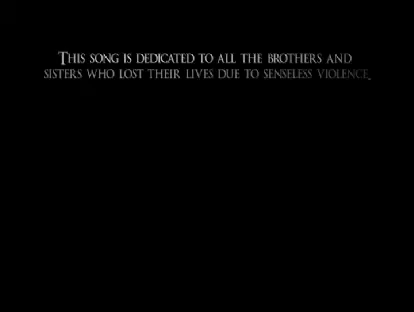 This song is dedicated to all the brothers and
sisters who lost their lives due to senseless violence.